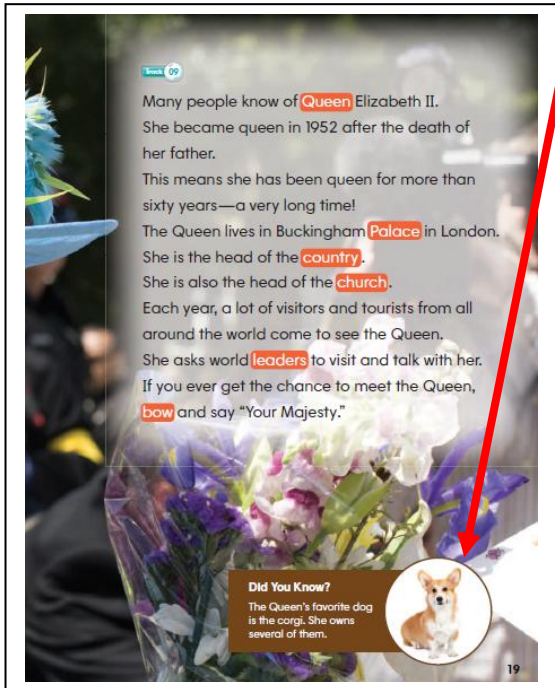 Track 09
Many people know of Queen Elizabeth II.
She became queen in 1952 after the death of
her father.
This means she has been queen for more than
sixty years—a very long time!
The Queen lives in Buckingham Palace in London.
She is the head of the country.
She is also the head of the church.
Each year, a lot of visitors and tourists from all
around the world come to see the Queen.
She asks world leaders to visit and talk with her.
If you ever get the chance to meet the Queen,
bow and say “Your Majesty.”
Did You Know?
The Queen’s favorite dog
is the corgi. She owns
several of them.
19